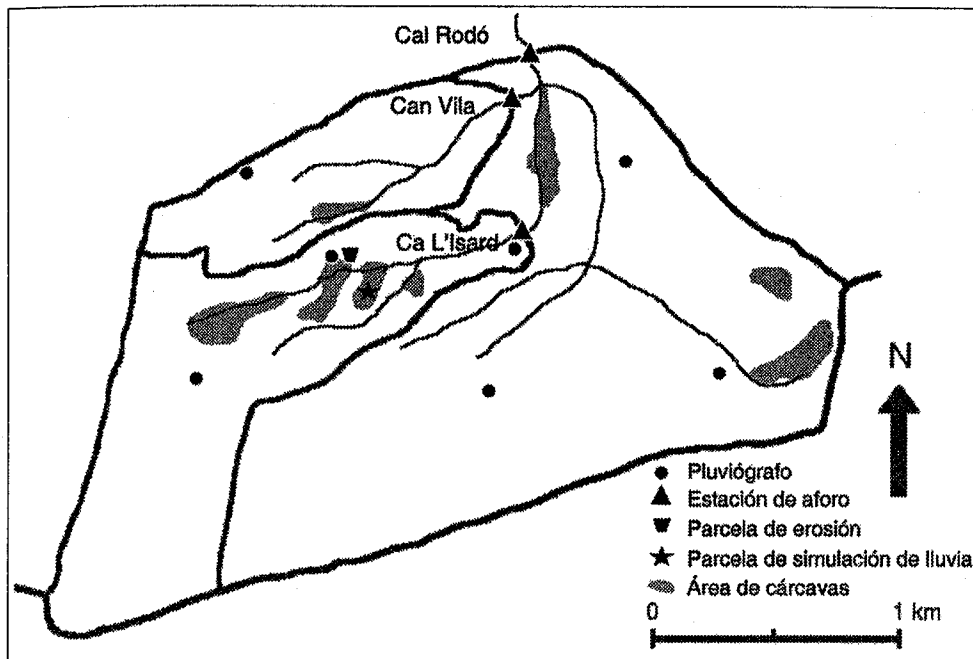 Cal Rodó
Can Vila
Ca L'Isard
N
Pluviógrafo
Estación de aforo
Parcela de erosión
Parcela de simulación de lluvia
Área de cárcavas
0 1 km